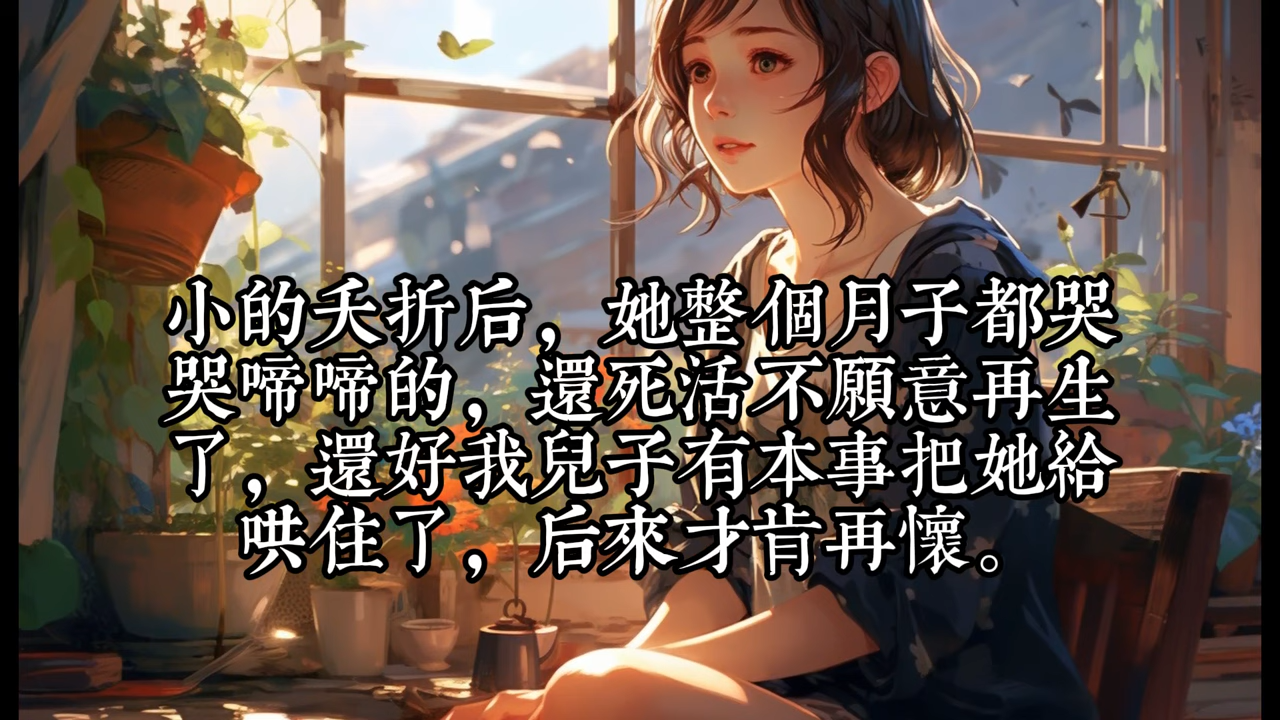 小的夭折后，她整個月子都哭
哭啼啼的，還死活不願意再生
了，還好我兒子有本事把她給
哄住了，后來才肯再懷。